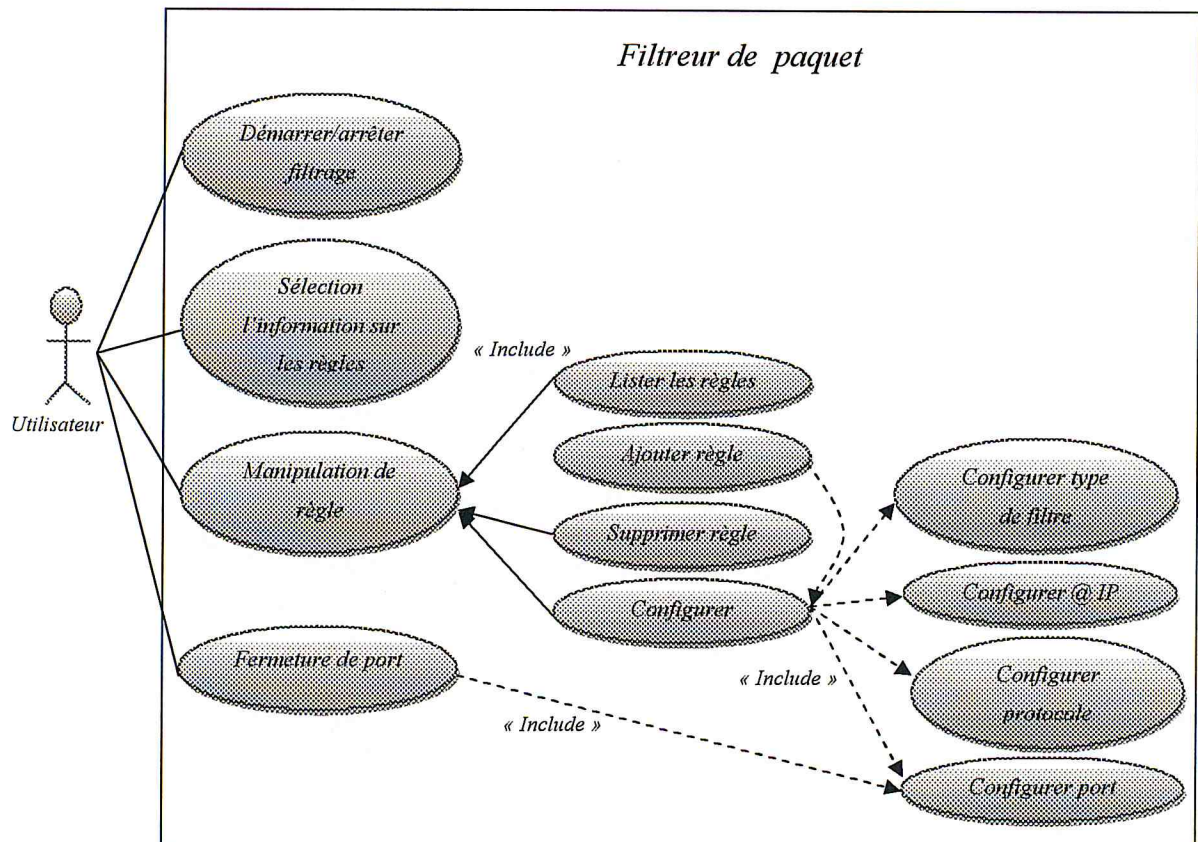 Filtreur de paquet
Démarrer/arrêter
filtrage
Sélection
l'information sur
les règles
« Include »
Lister les règles
Utilisateur
Manipulation de
règle
Ajouter règle
Configurer type
de filtre
Supprimer règle
Configurer
Configurer @ IP
Fermeture de port
« Include »
Configurer
protocole
« Include »
Configurer port